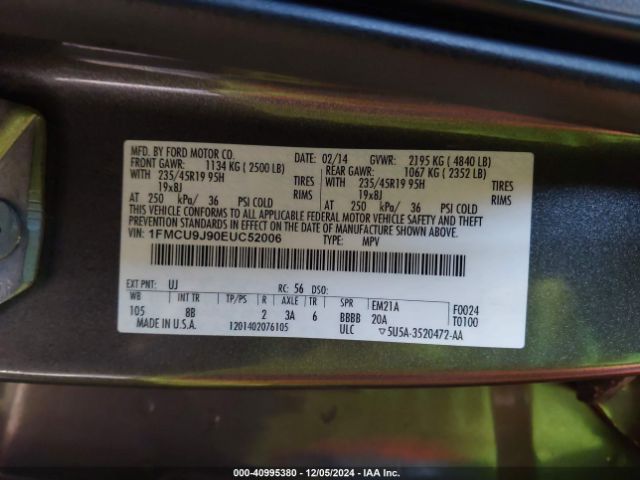 MFD. BY FORD MOTOR CO. 02/14 GVWR: 2195 KG ( 4840 LB)
FRONT GAWR: 1134 KG ( 2500 LB) REAR GAWR: 1067 KG ( 2352 LB)
WITH 235/45R19 95H TIRES WITH 235/45R19 95H TIRES
19x8J RIMS 19x8J RIMS
AT 250 kPa/ 36 PSI COLD AT 250 kPa/ 36 PSI COLD
THIS VEHICLE CONFORMS TO ALL APPLICABLE FEDERAL MOTOR VEHICLE SAFETY AND BUMPER STANDARDS AND THEFT
PREVENTION STANDARDS IN EFFECT ON THE DATE OF MANUFACTURE SHOWN ABOVE.
VIN: 1FMCU9J90EUC52006 TYPE: MPV
EXT PNT: UJ RC: 56 DSO:
WB INT TR TP/PS R AXLE TR SPR EM21A F0024
105 8B 2 3A 6 BBBB 20A T0100
MADE IN U.S.A. 1201402076105 ULC ▽5U5A-3520472-AA
000-40995380 - 12/05/2024 - IAA Inc.